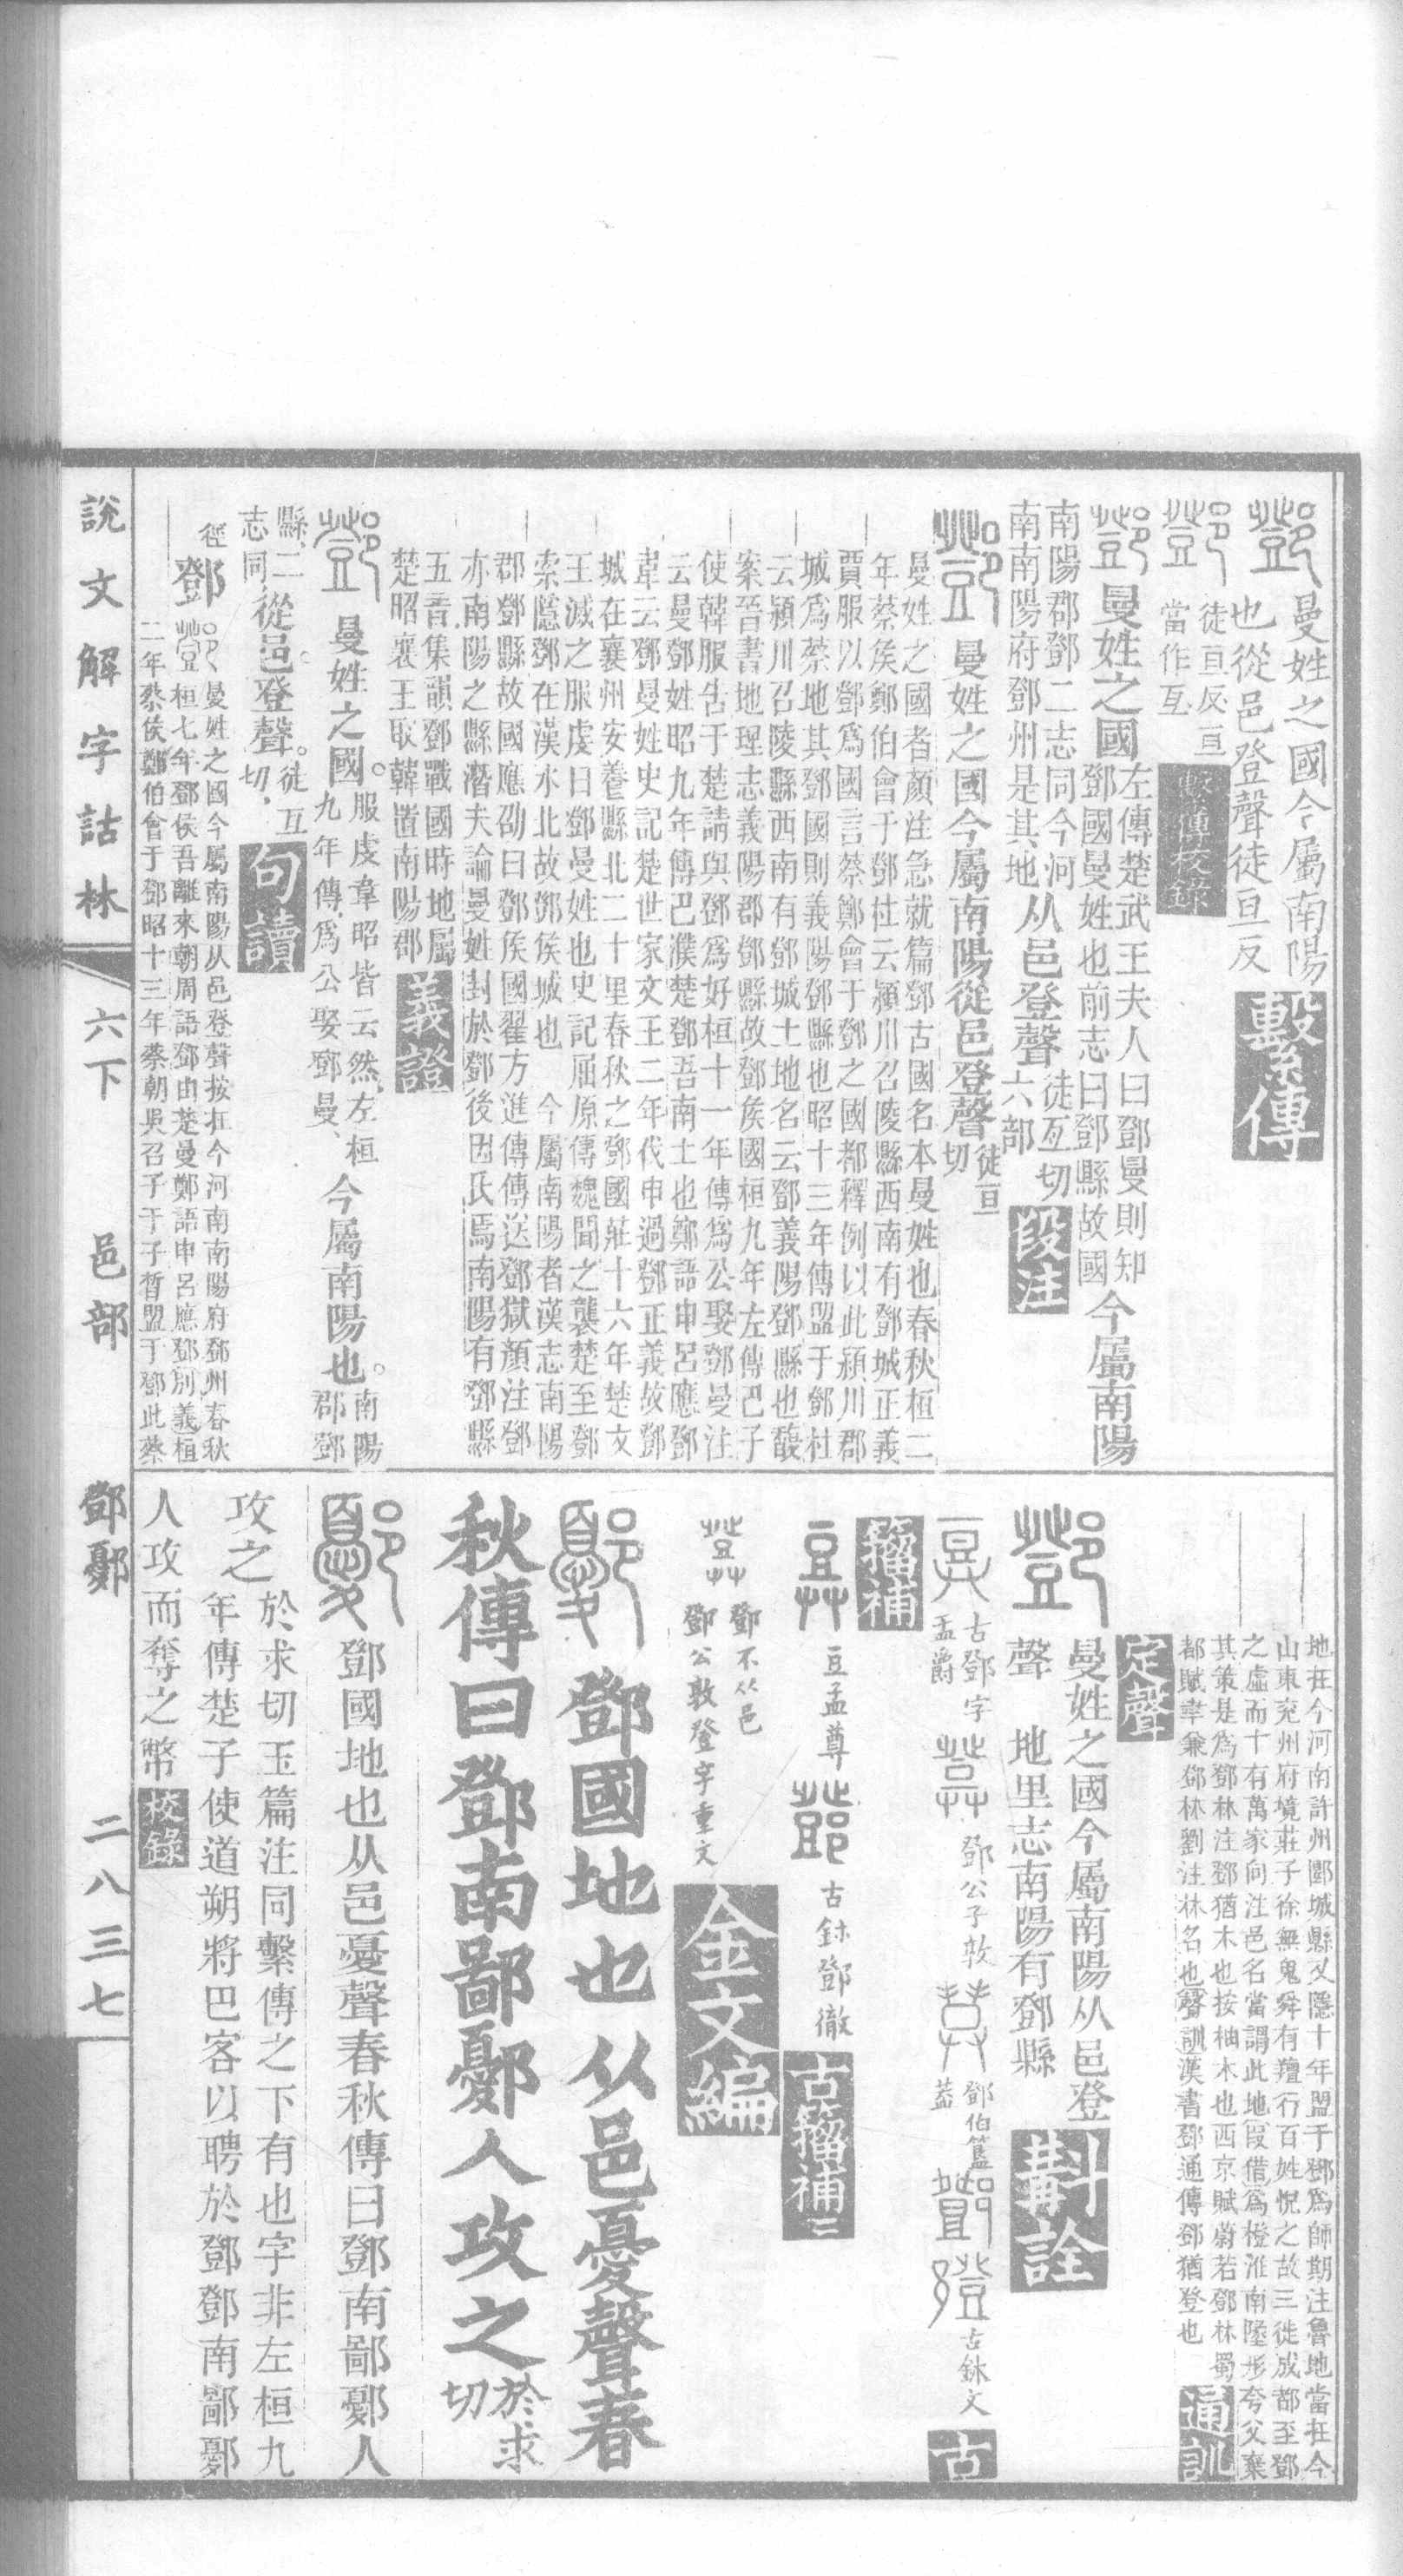 曼姓之國今屬南陽
也從邑登聲徒亘反
繫傳
徒亘反亘
當作互
繫傳校錄
曼姓之國
左傳楚武王夫人曰鄧曼則知
鄧國曼姓也前志曰鄧縣故國
今屬南陽
南陽郡鄧二志同今河
南南陽府鄧州是其地
从邑登聲
徒亙切
六部
段注
曼姓之國今屬南陽從邑登聲
徒亘
切
曼姓之國者顏注急就篇鄧古國名本曼姓也春秋桓二
年蔡矦鄭伯會于鄧杜云潁川召陵縣西南有鄧城正義
賈服以鄧爲國言蔡鄭會于鄧之國都釋例以此潁川郡
城爲蔡地其鄧國則義陽鄧縣也昭十三年傳盟于鄧杜
云潁川召陵縣西南有鄧城土地名云鄧義陽鄧縣也馥
案晉書地理志義陽郡鄧縣故鄧矦國桓九年左傳巴子
使韓服告于楚請與鄧爲好桓十一年傳爲公娶鄧曼注
云曼鄧姓昭九年傳巴濮楚鄧吾南土也鄭語申呂應鄧
韋云鄧曼姓史記楚世家文王二年伐申過鄧正義故鄧
城在襄州安養縣北二十里春秋之鄧國莊十六年楚文
王滅之服虔曰鄧曼姓也史記屈原傳魏聞之襲楚至鄧
索隱鄧在漢水北故鄧矦城也 今屬南陽者漢志南陽
郡鄧縣故國應劭曰鄧矦國翟方進傳傳送鄧獄顏注鄧
亦南陽之縣潛夫論曼姓封於鄧後因氏焉南陽有鄧縣
五音集韻鄧戰國時地屬
楚昭襄王取韓置南陽郡
義證
曼姓之國。
服虔韋昭皆云然、左桓
九年傳、爲公娶鄧曼、
今屬南陽也。
南陽
郡鄧
縣、二
志同、
從邑。登聲。
徒互
切、
句讀
鄧
曼姓之國今屬南陽从邑登聲按在今河南南陽府鄧州春秋
桓七年鄧侯吾離來朝周語鄧由楚曼鄭語申呂應鄧別義桓
二年蔡侯鄭伯會于鄧昭十三年蔡朝吳召子干子皙盟于鄧此蔡
地在今河南許州郾城縣父隱十年盟于鄧爲師期注魯地當在今
山東兗州府境莊子徐無鬼舜有羶行百姓悅之故三徙成都至鄧
之虛而十有萬家向注邑名當謂此地叚借爲橙淮南墬形夸父棄
其策是爲鄧林注鄧猶木也按柚木也西京賦蔚若鄧林蜀
都賦
鄧林劉注林名也聲訓漢書鄧通傳鄧猶登也
通訓
定聲
曼姓之國今屬南陽从邑登
聲 地里志南陽有鄧縣
斠詮
古鄧字
盂爵
鄧公子敦
鄧伯簋
蓋
古鉥文
古
籀補
豆孟尊
古鉥鄧徹
古籀補二
鄧不从邑
鄧公敦登字重文
金文編
鄧國地也从邑憂聲春
秋傳曰鄧南鄙鄾人攻之
於求
切
鄧國地也从邑憂聲春秋傳曰鄧南鄙鄾人
攻之
於求切玉篇注同繫傳之下有也字非左桓九
年傳楚子使道朔將巴客以聘於鄧鄧南鄙鄾
人攻而奪之幣
校錄
說文解字詁林
六下
邑部
鄧鄾
二八三七